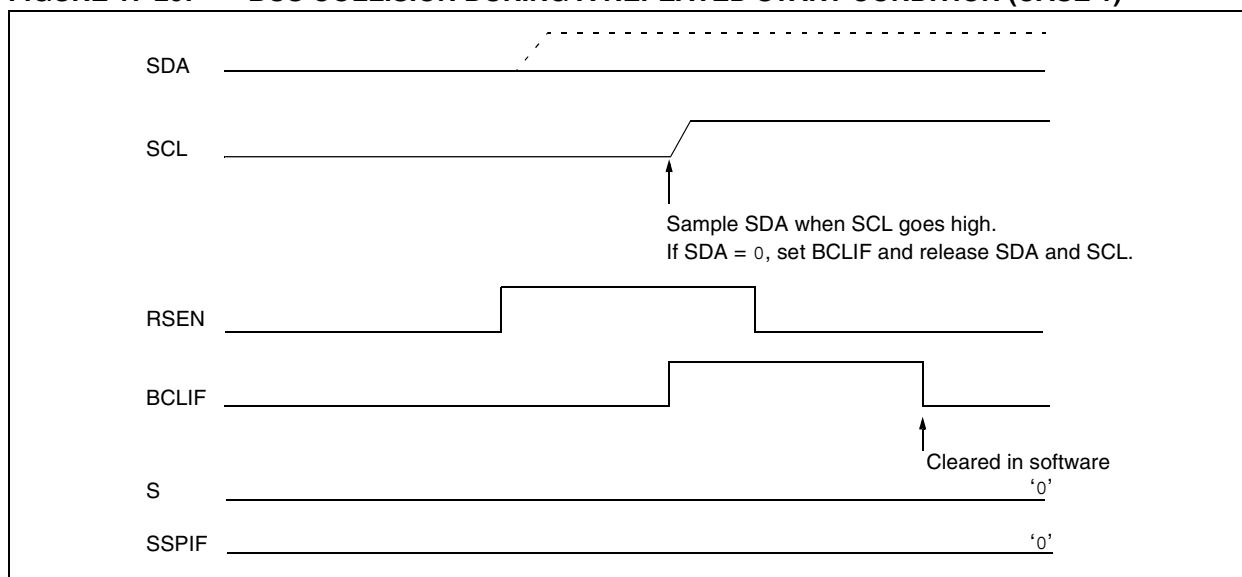 SDA
SCL
Sample SDA when SCL goes high.
If SDA = 0, set BCLIF and release SDA and SCL.
RSEN
BCLIF
Cleared in software
S
‘0’
SSPIF
‘0’